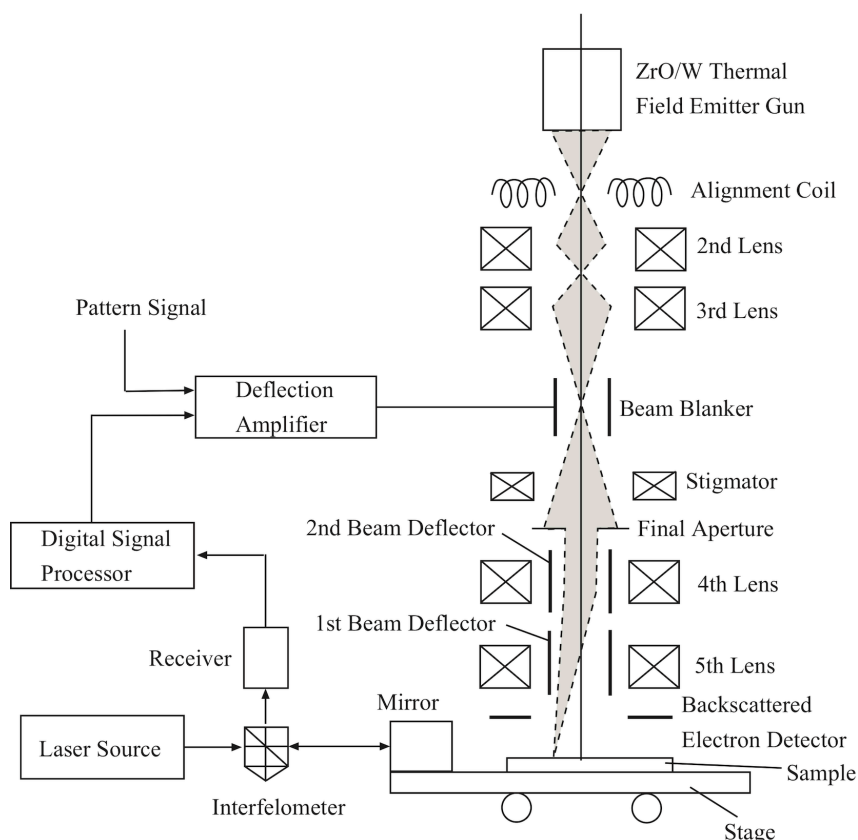 ZrO/W Thermal
Field Emitter Gun
Alignment Coil
2nd Lens
3rd Lens
Pattern Signal
Deflection
Amplifier
Beam Blanker
Stigmator
2nd Beam Deflector
Final Aperture
Digital Signal
Processor
4th Lens
1st Beam Deflector
Receiver
5th Lens
Mirror
Backscattered
Electron Detector
Laser Source
Sample
Interfelometer
Stage